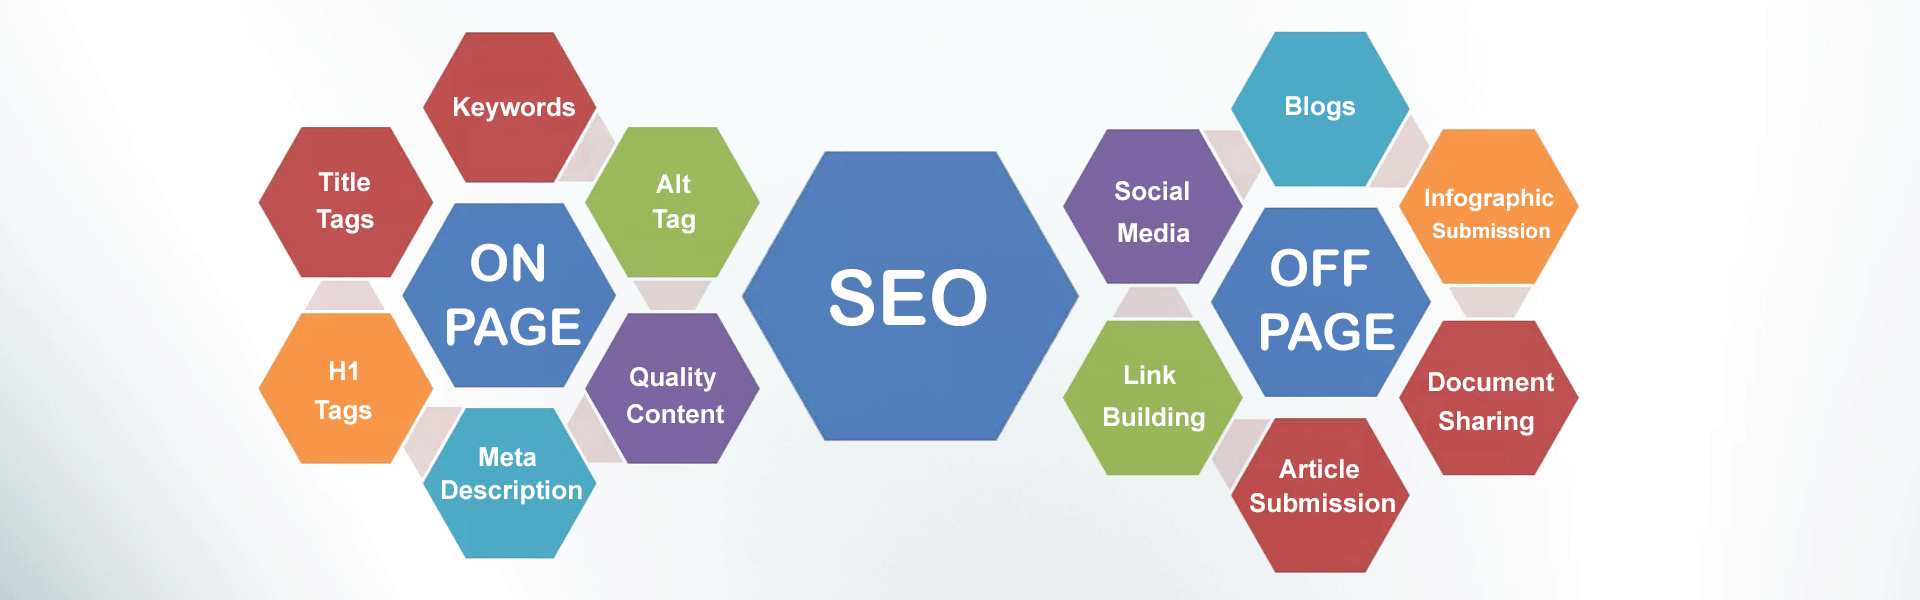 Keywords
Title
Tags
Alt
Tag
ON
PAGE
H1
Tags
Quality
Content
Meta
Description
SEO
Blogs
Social
Media
Infographic
Submission
OFF
PAGE
Link
Building
Document
Sharing
Article
Submission